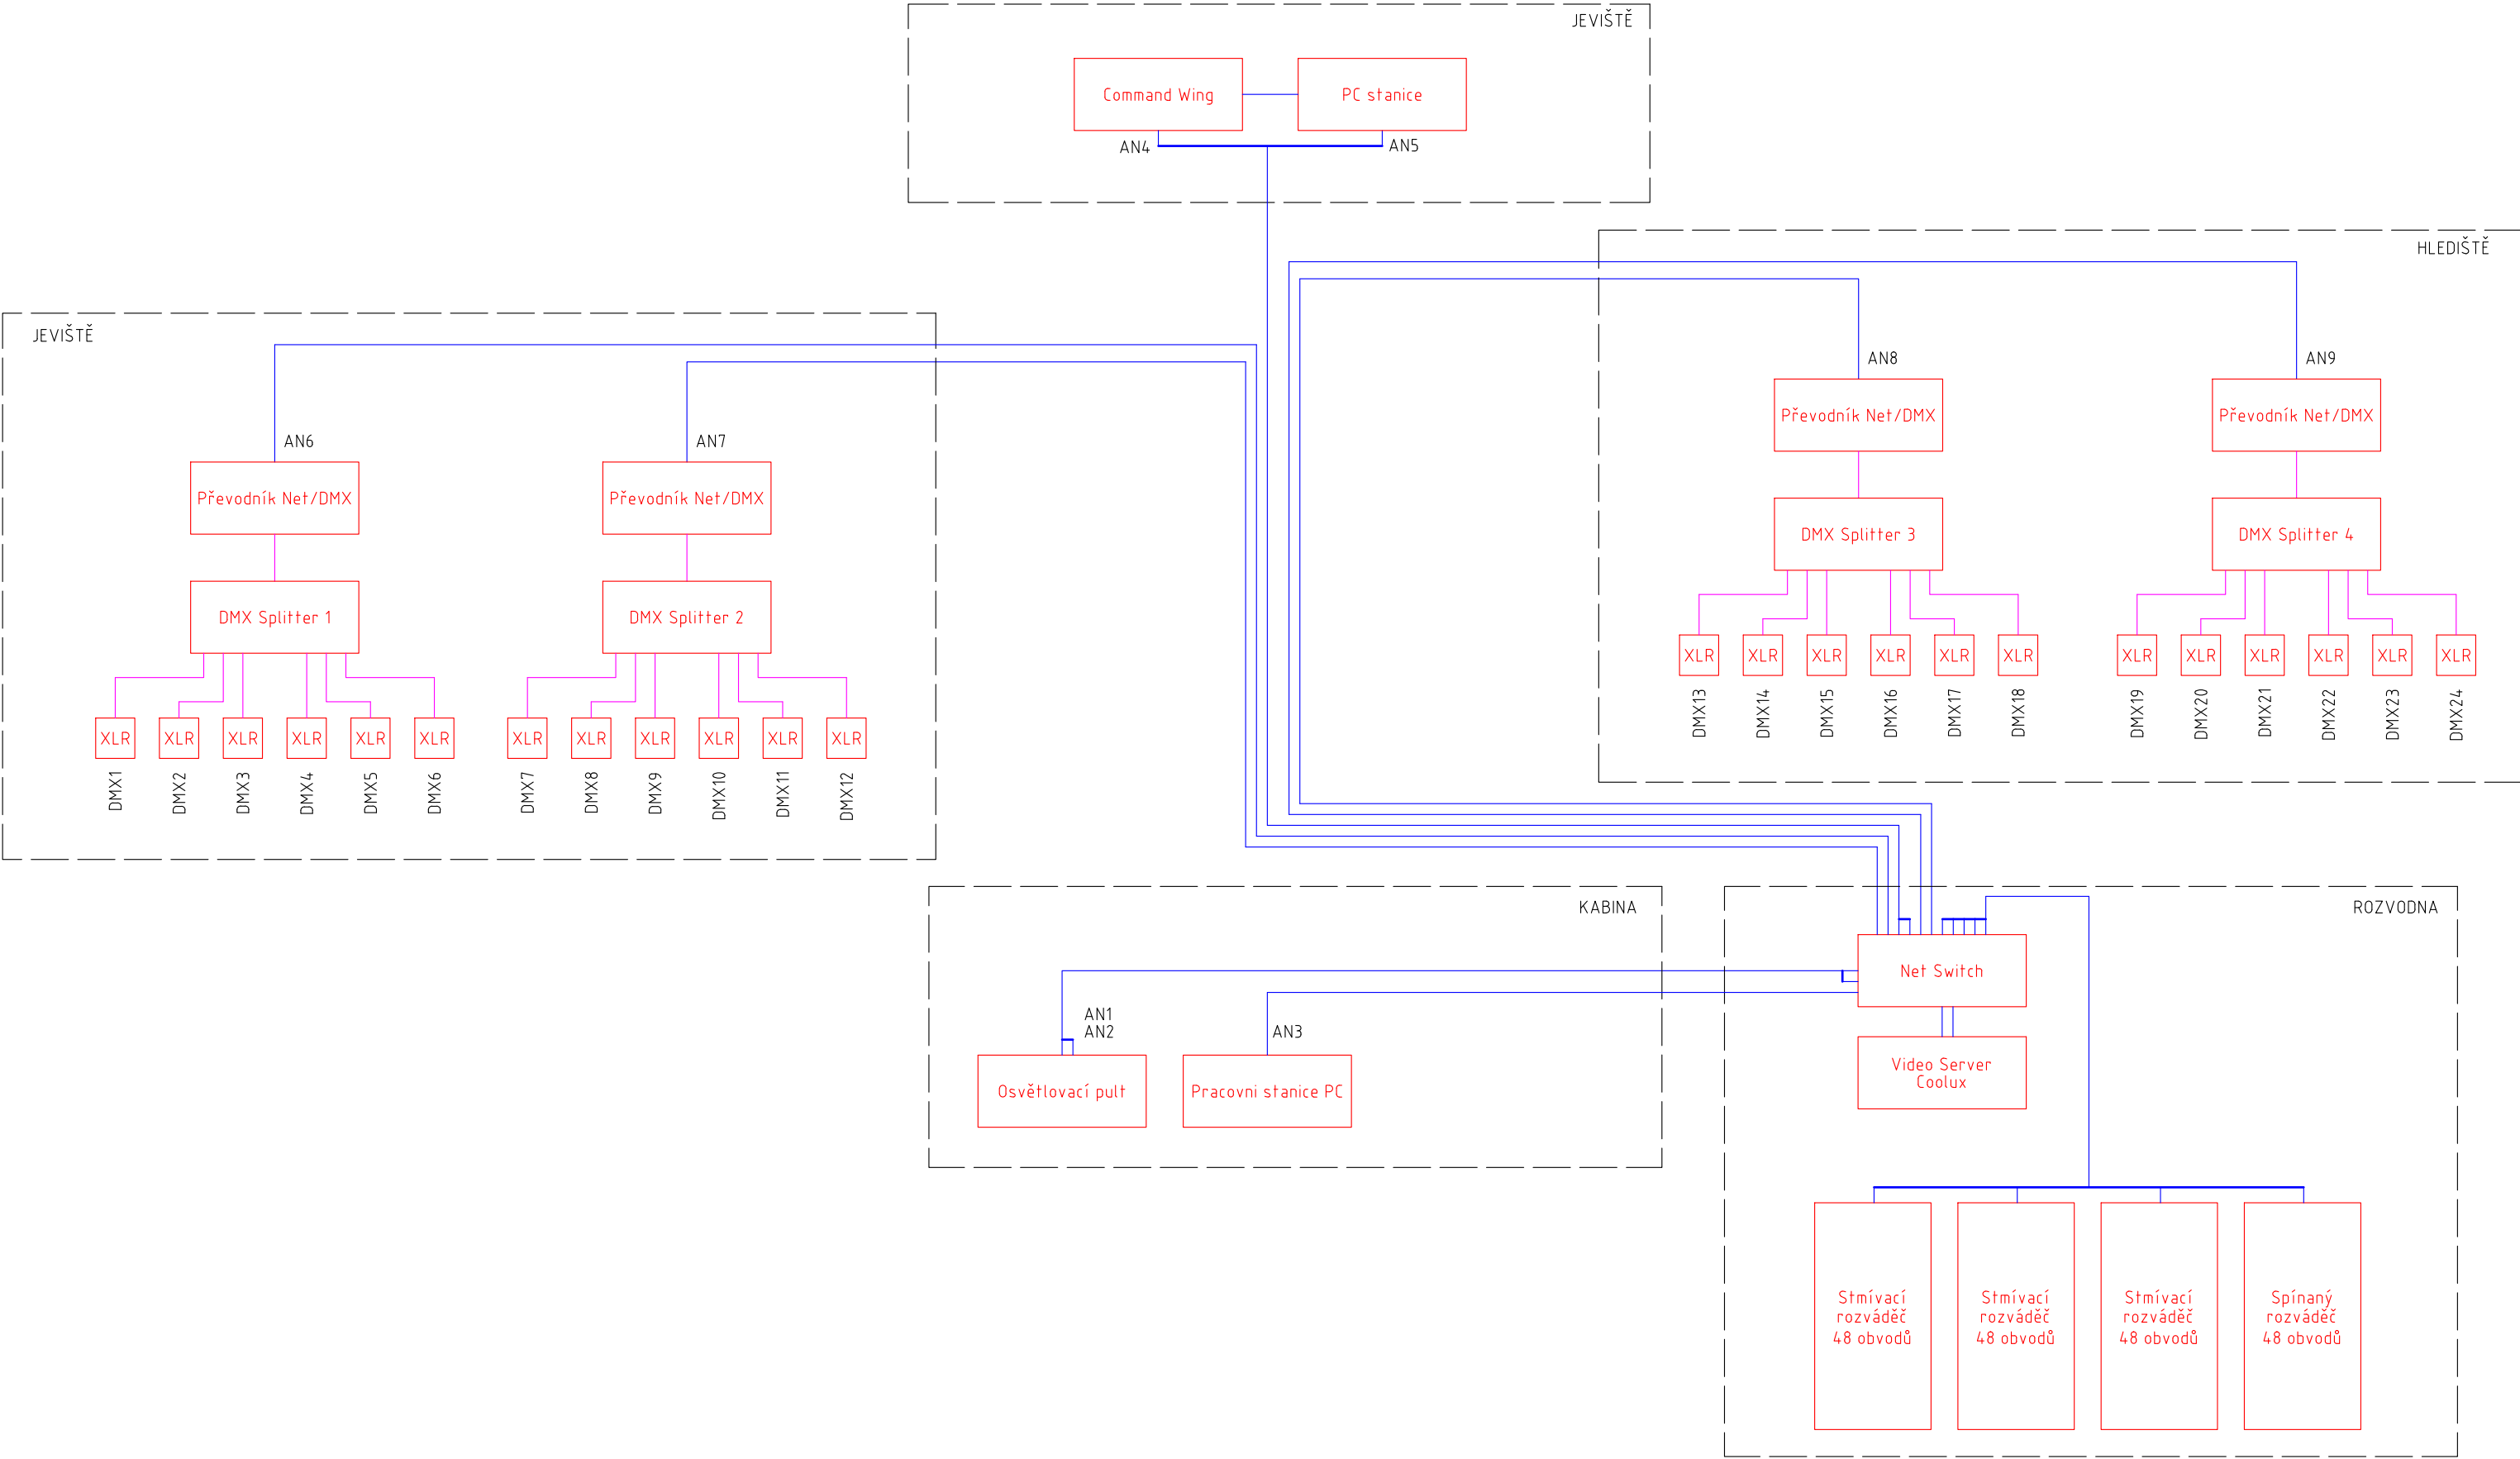 JEVIŠTĚ
Command Wing
PC stanice
AN4
AN5
HLEDIŠTĚ
AN8
AN9
Převodník Net/DMX
Převodník Net/DMX
DMX Splitter 3
DMX Splitter 4
XLR
XLR
XLR
XLR
XLR
XLR
XLR
XLR
XLR
XLR
XLR
XLR
DMX13
DMX14
DMX15
DMX16
DMX17
DMX18
DMX19
DMX20
DMX21
DMX22
DMX23
DMX24
JEVIŠTĚ
AN6
AN7
Převodník Net/DMX
Převodník Net/DMX
DMX Splitter 1
DMX Splitter 2
XLR
XLR
XLR
XLR
XLR
XLR
XLR
XLR
XLR
XLR
XLR
XLR
DMX1
DMX2
DMX3
DMX4
DMX5
DMX6
DMX7
DMX8
DMX9
DMX10
DMX11
DMX12
KABINA
AN1
AN2
AN3
Osvětlovací pult
Pracovni stanice PC
ROZVODNA
Net Switch
Video Server
Coolux
Stmívací
rozváděč
48 obvodů
Stmívací
rozváděč
48 obvodů
Stmívací
rozváděč
48 obvodů
Spínaný
rozváděč
48 obvodů